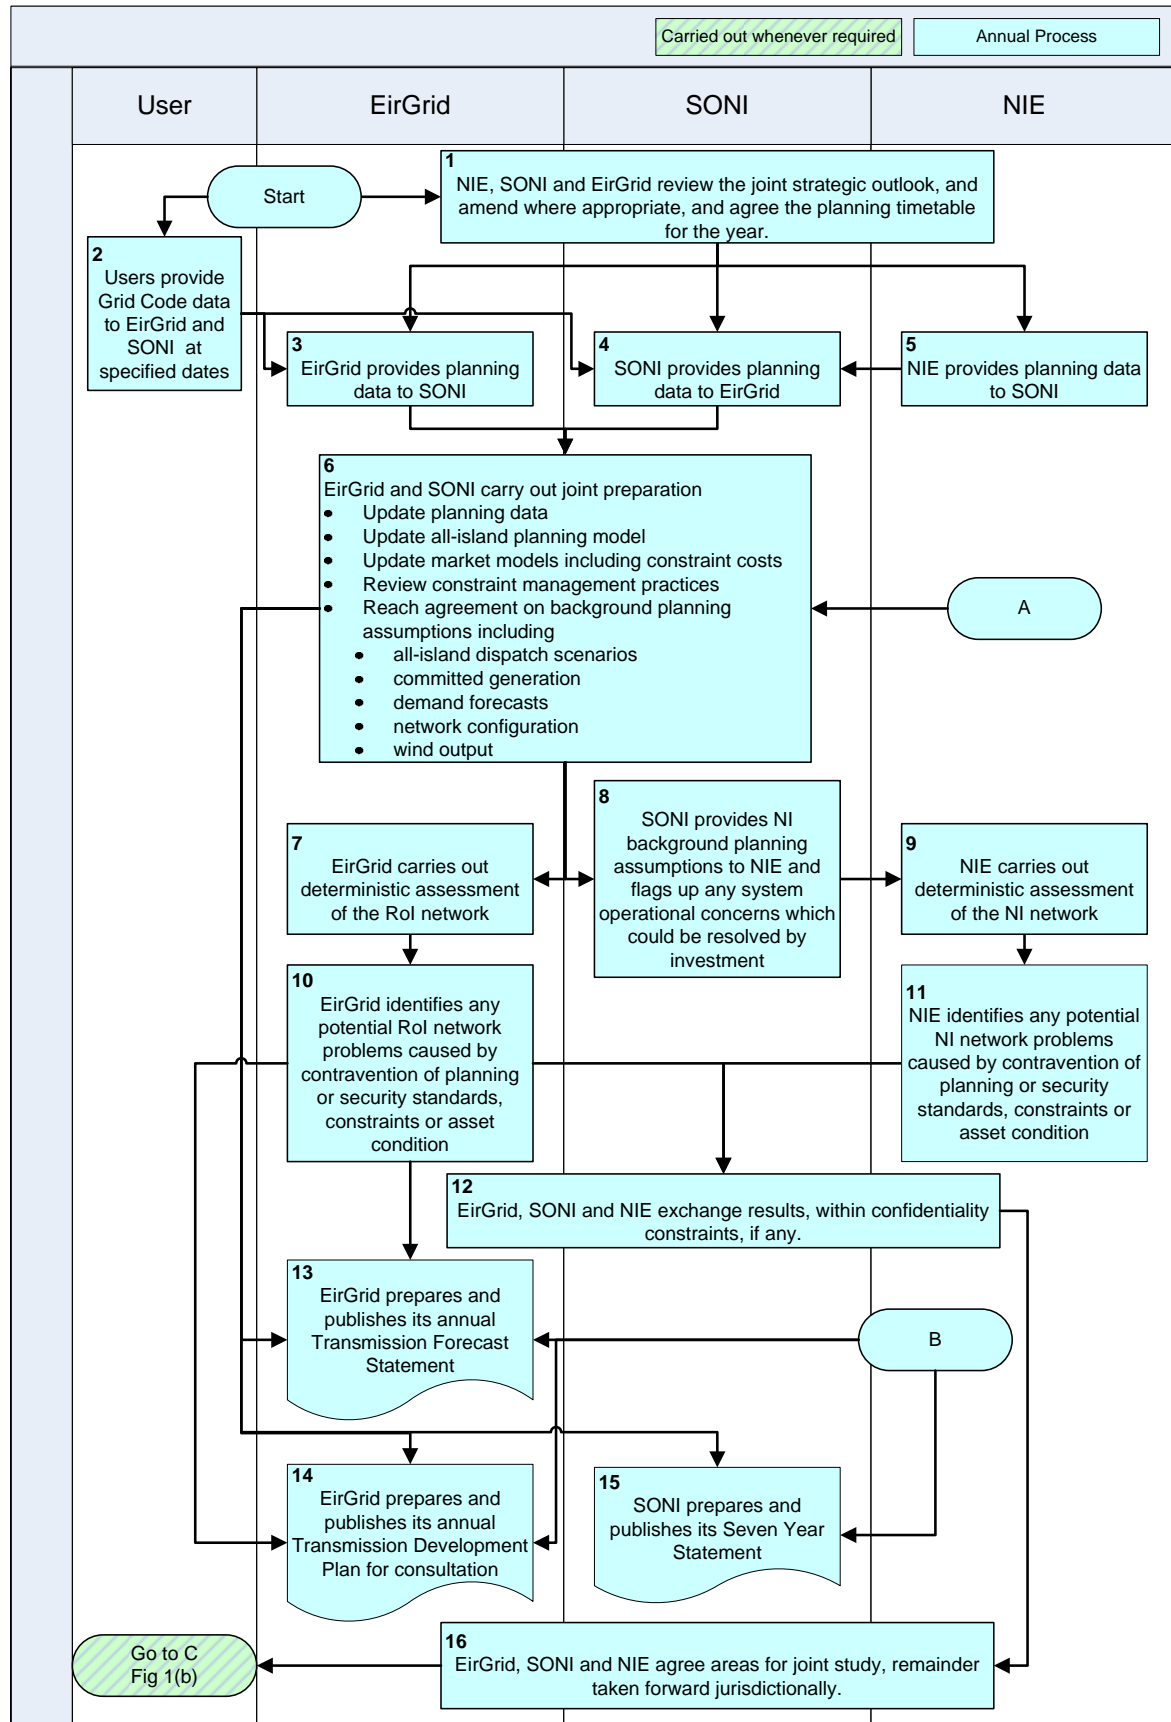 Carried out whenever required
Annual Process
User
EirGrid
SONI
NIE
Start
1
NIE, SONI and EirGrid review the joint strategic outlook, and
amend where appropriate, and agree the planning timetable
for the year.
2
Users provide
Grid Code data
to EirGrid and
SONI at
specified dates
3
EirGrid provides planning
data to SONI
4
SONI provides planning
data to EirGrid
5
NIE provides planning data
to SONI
6
EirGrid and SONI carry out joint preparation
• Update planning data
• Update all-island planning model
• Update market models including constraint costs
• Review constraint management practices
• Reach agreement on background planning
assumptions including
• all-island dispatch scenarios
• committed generation
• demand forecasts
• network configuration
• wind output
A
7
EirGrid carries out
deterministic assessment
of the RoI network
8
SONI provides NI
background planning
assumptions to NIE and
flags up any system
operational concerns which
could be resolved by
investment
9
NIE carries out
deterministic assessment
of the NI network
10
EirGrid identifies any
potential RoI network
problems caused by
contravention of planning
or security standards,
constraints or asset
condition
11
NIE identifies any potential
NI network problems
caused by contravention of
planning or security
standards, constraints or
asset condition
12
EirGrid, SONI and NIE exchange results, within confidentiality
constraints, if any.
13
EirGrid prepares and
publishes its annual
Transmission Forecast
Statement
B
14
EirGrid prepares and
publishes its annual
Transmission Development
Plan for consultation
15
SONI prepares and
publishes its Seven Year
Statement
Go to C
Fig 1(b)
16
EirGrid, SONI and NIE agree areas for joint study, remainder
taken forward jurisdictionally.